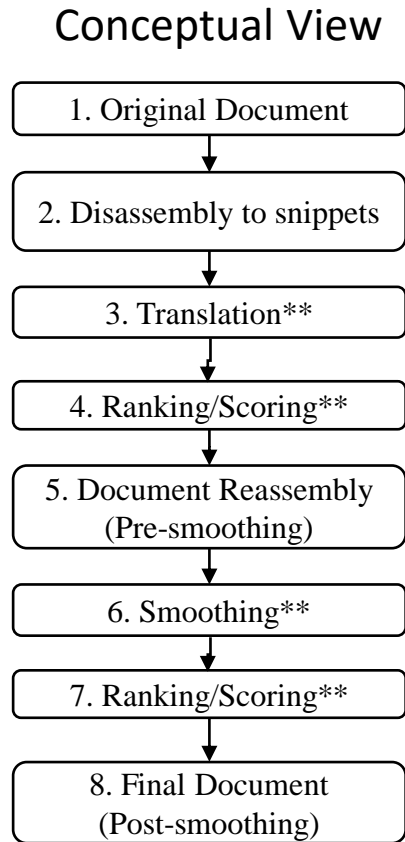 Conceptual View
1. Original Document
2. Disassembly to snippets
3. Translation**
4. Ranking/Scoring**
5. Document Reassembly
(Pre-smoothing)
6. Smoothing**
7. Ranking/Scoring**
8. Final Document
(Post-smoothing)